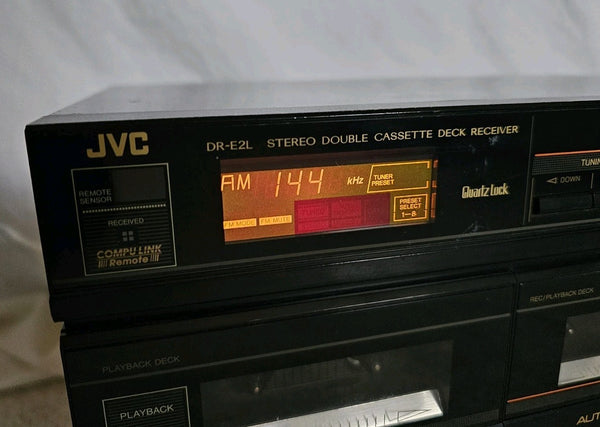 JVC
DR-E2L STEREO DOUBLE CASSETTE DECK RECEIVER
REMOTE
SENSOR
RECEIVED
COMPU LINK
Remote
AM 144 kHz
TUNER
PRESET
FM MODE FM MUTE
PRESET
SELECT
1-8
Quartz Lock
TUNIN
DOWN
PLAYBACK DECK
PLAYBACK
REC/PLAYBACK DECK
AUT